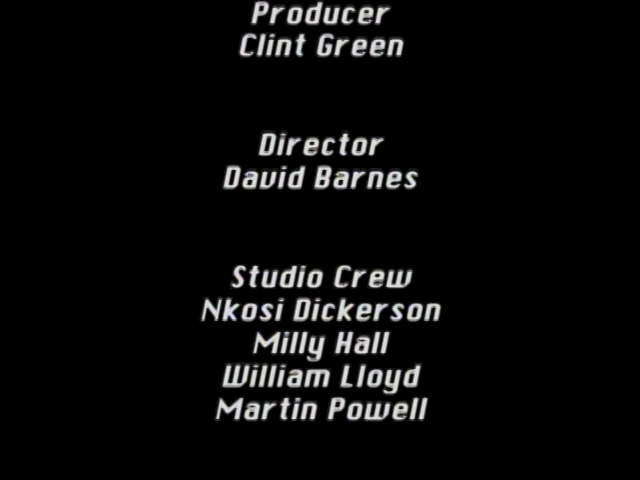 Producer
Clint Green
Director
David Barnes
Studio Crew
Nkosi Dickerson
Milly Hall
William Lloyd
Martin Powell